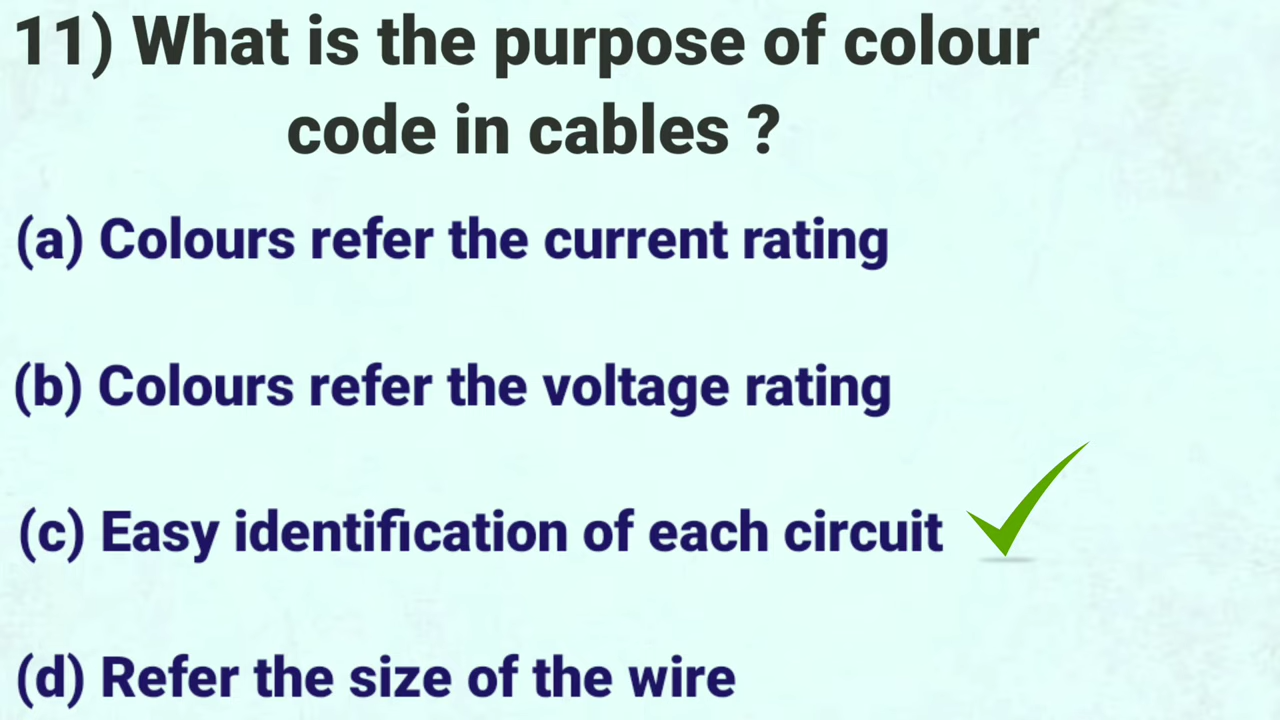 11) What is the purpose of colour
code in cables ?
(a) Colours refer the current rating
(b) Colours refer the voltage rating
(c) Easy identification of each circuit
(d) Refer the size of the wire